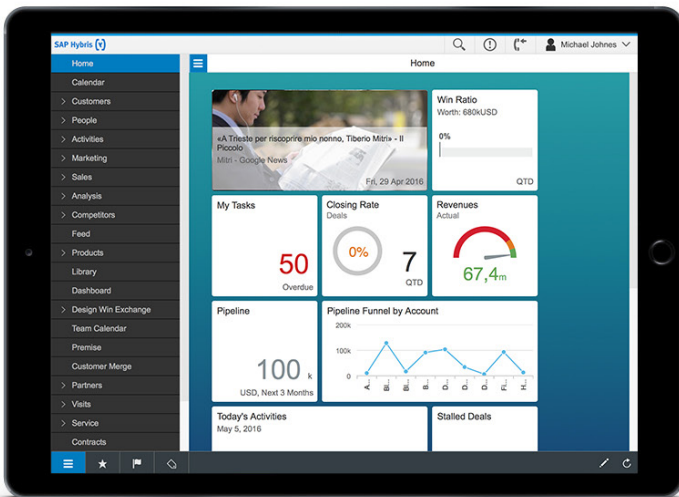 SAP Hybris (y)
Michael Johnes
Home
Home
Calendar
Customers
People
Activities
Marketing
Sales
Analysis
Competitors
Feed
Products
Library
Dashboard
Design Win Exchange
Team Calendar
Premise
Customer Merge
Partners
Visits
Service
Contracts
«A Trieste per riscoprire mio nonno, Tiberio Mitri» - Il
Piccolo
Mitri - Google News
Fri, 29 Apr 2016
Win Ratio
Worth: 680kUSD
0%
QTD
My Tasks
50
Overdue
Closing Rate
Deals
0%
7
QTD
Revenues
Actual
67,4m
Pipeline
100 k
USD, Next 3 Months
Pipeline Funnel by Account
200k
100k
0
A...
Bl...
Bl...
B...
D...
D...
D...
Fi...
H...
Today's Activities
May 5, 2016
Stalled Deals